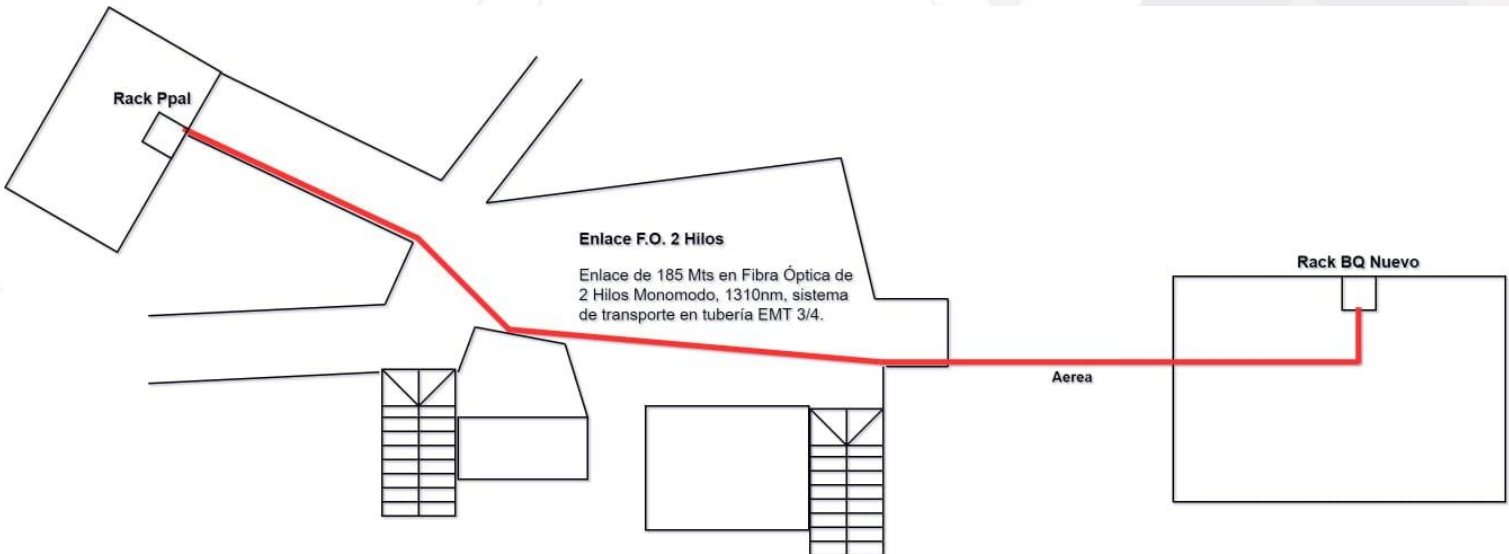 Rack Ppal
Enlace F.O. 2 Hilos
Enlace de 185 Mts en Fibra Óptica de
2 Hilos Monomodo, 1310nm, sistema
de transporte en tubería EMT 3/4.
Rack BQ Nuevo
Aerea